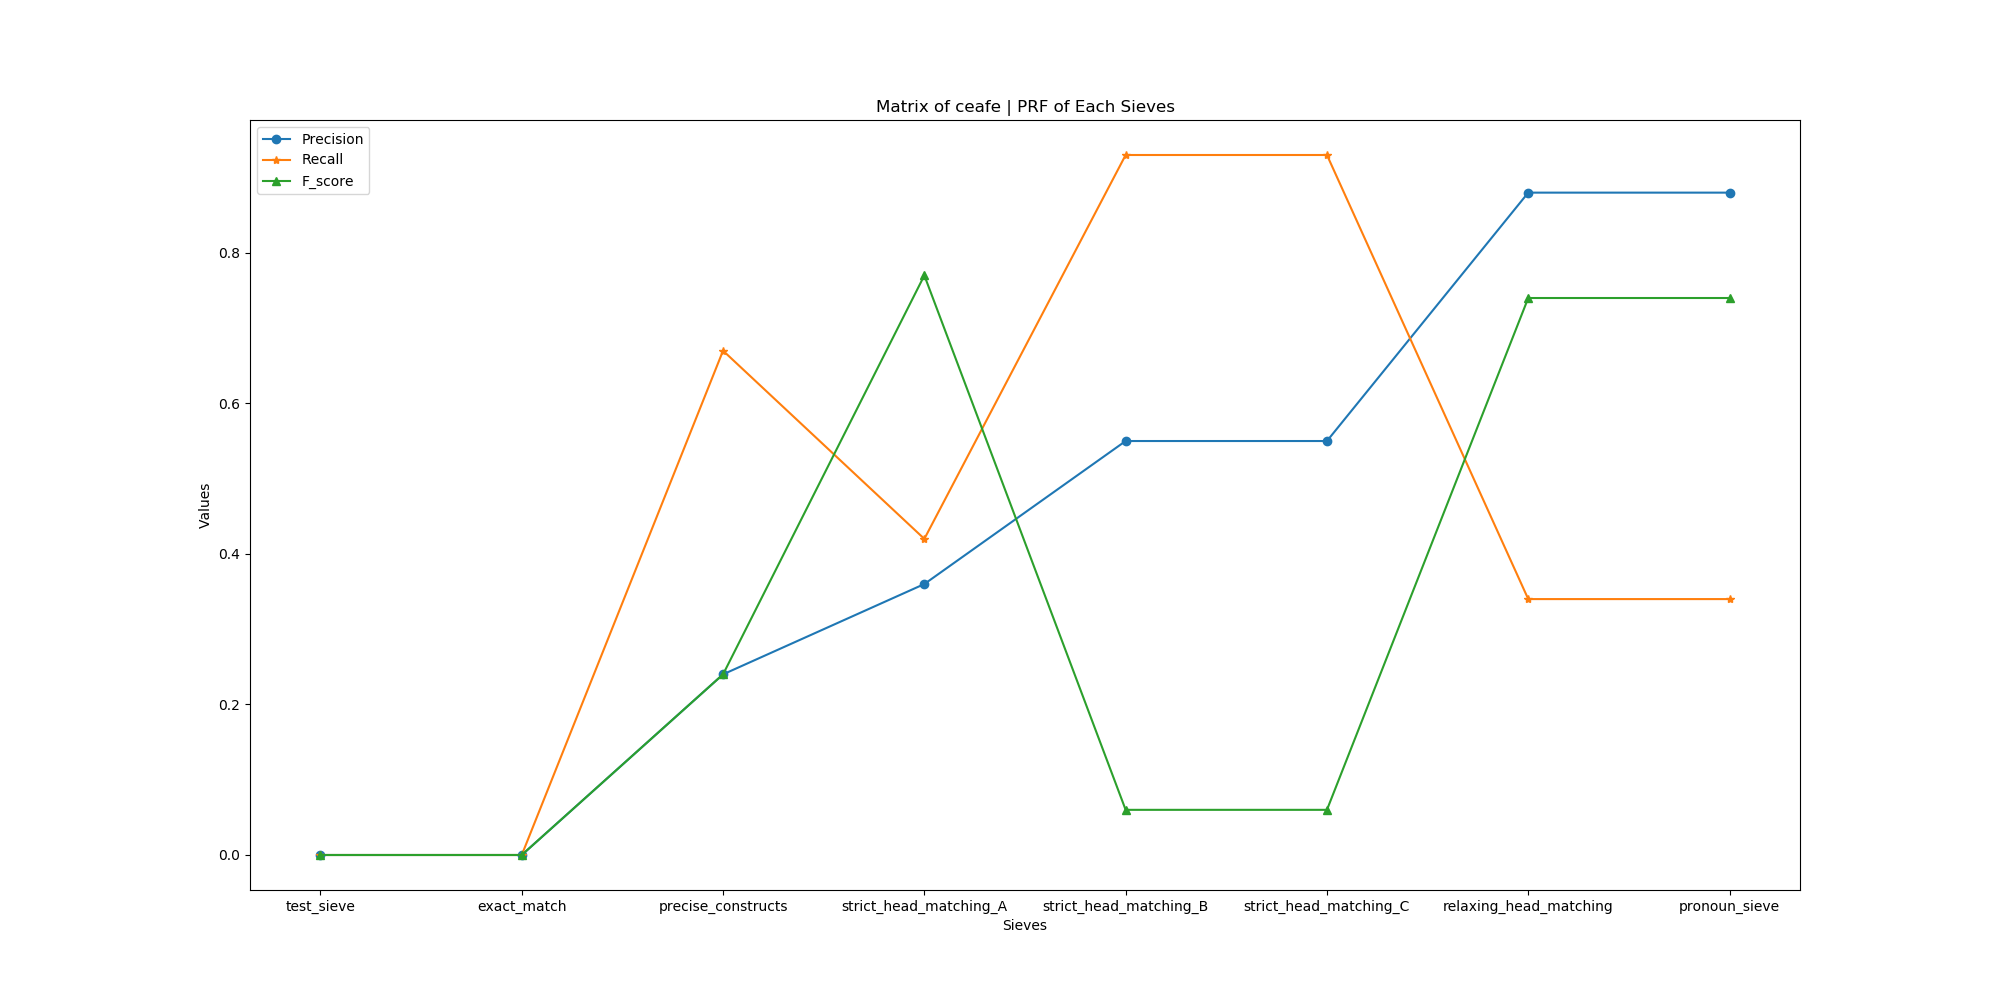 Matrix of ceafe | PRF of Each Sieves
Precision
Recall
F_score
Values
0.8
0.6
0.4
0.2
0.0
test_sieve exact_match precise_constructs strict_head_matching_A strict_head_matching_B strict_head_matching_C relaxing_head_matching pronoun_sieve
Sieves